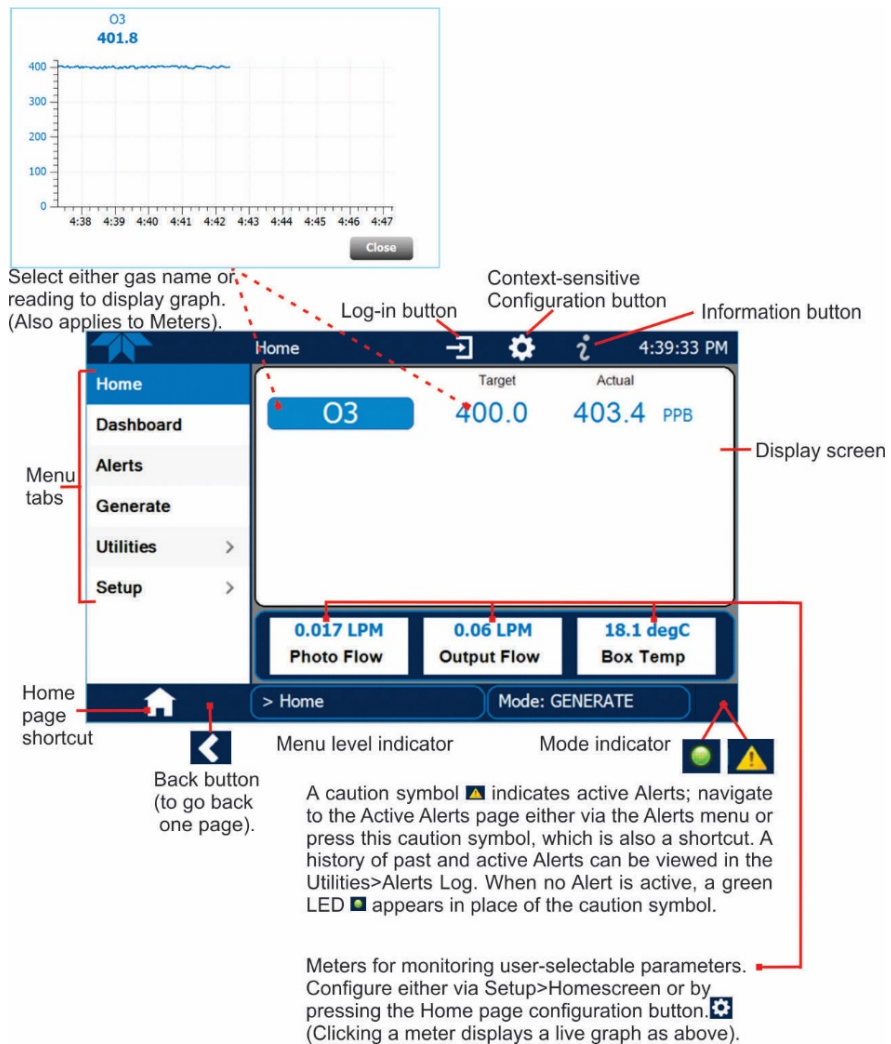 O3
401.8
400
300
200
100
0
4:38 4:39 4:40 4:41 4:42 4:43 4:44 4:45 4:46 4:47
Close
Select either gas name or
reading to display graph.
(Also applies to Meters).
Log-in button
Context-sensitive
Configuration button
Information button
Home
4:39:33 PM
Menu
tabs
Home
Dashboard
Alerts
Generate
Utilities >
Setup >
Target Actual
O3 400.0 403.4 PPB
Display screen
0.017 LPM
Photo Flow
0.06 LPM
Output Flow
18.1 degC
Box Temp
Home
page
shortcut
> Home
Mode: GENERATE
Back button
(to go back
one page).
Menu level indicator
Mode indicator
A caution symbol indicates active Alerts; navigate
to the Active Alerts page either via the Alerts menu or
press this caution symbol, which is also a shortcut. A
history of past and active Alerts can be viewed in the
Utilities>Alerts Log. When no Alert is active, a green
LED appears in place of the caution symbol.
Meters for monitoring user-selectable parameters.
Configure either via Setup>Homescreen or by
pressing the Home page configuration button.
(Clicking a meter displays a live graph as above).